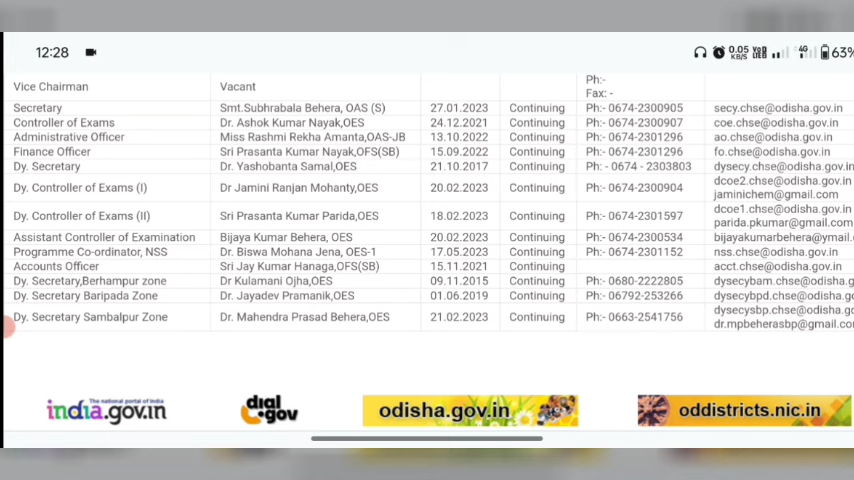 12:28
0.05 KB/S
4G
63%
Vice Chairman Vacant Ph:-
Fax: -
Secretary Smt.Subhrabala Behera, OAS (S) 27.01.2023 Continuing Ph:- 0674-2300905 secy.chse@odisha.gov.in
Controller of Exams Dr. Ashok Kumar Nayak,OES 24.12.2021 Continuing Ph:- 0674-2300907 coe.chse@odisha.gov.in
Administrative Officer Miss Rashmi Rekha Amanta,OAS-JB 13.10.2022 Continuing Ph:- 0674-2301296 ao.chse@odisha.gov.in
Finance Officer Sri Prasanta Kumar Nayak,OFS(SB) 15.09.2022 Continuing Ph:- 0674-2301296 fo.chse@odisha.gov.in
Dy. Secretary Dr. Yashobanta Samal,OES 21.10.2017 Continuing Ph: - 0674 - 2303803 dysecy.chse@odisha.gov.in
Dy. Controller of Exams (I) Dr Jamini Ranjan Mohanty,OES 20.02.2023 Continuing Ph:- 0674-2300904 dcoe2.chse@odisha.gov.in
jaminichem@gmail.com
Dy. Controller of Exams (II) Sri Prasanta Kumar Parida,OES 18.02.2023 Continuing Ph:- 0674-2301597 dcoe1.chse@odisha.gov.in
parida.pkumar@gmail.com
Assistant Controller of Examination Bijaya Kumar Behera, OES 20.02.2023 Continuing Ph:- 0674-2300534 bijayakumarbehera@ymail.
Programme Co-ordinator, NSS Dr. Biswa Mohana Jena, OES-1 17.05.2023 Continuing Ph:- 0674-2301152 nss.chse@odisha.gov.in
Accounts Officer Sri Jay Kumar Hanaga,OFS(SB) 15.11.2021 Continuing acct.chse@odisha.gov.in
Dy. Secretary,Berhampur zone Dr Kulamani Ojha,OES 09.11.2015 Continuing Ph:- 0680-2222805 dysecybam.chse@odisha.g
Dy. Secretary Baripada Zone Dr. Jayadev Pramanik,OES 01.06.2019 Continuing Ph:- 06792-253266 dysecybpd.chse@odisha.go
Dy. Secretary Sambalpur Zone Dr. Mahendra Prasad Behera,OES 21.02.2023 Continuing Ph:- 0663-2541756 dysecysbp.chse@odisha.go
dr.mpbeherasbp@gmail.com
The national portal of India
india.gov.in
dial.gov
odisha.gov.in
oddistricts.nic.in